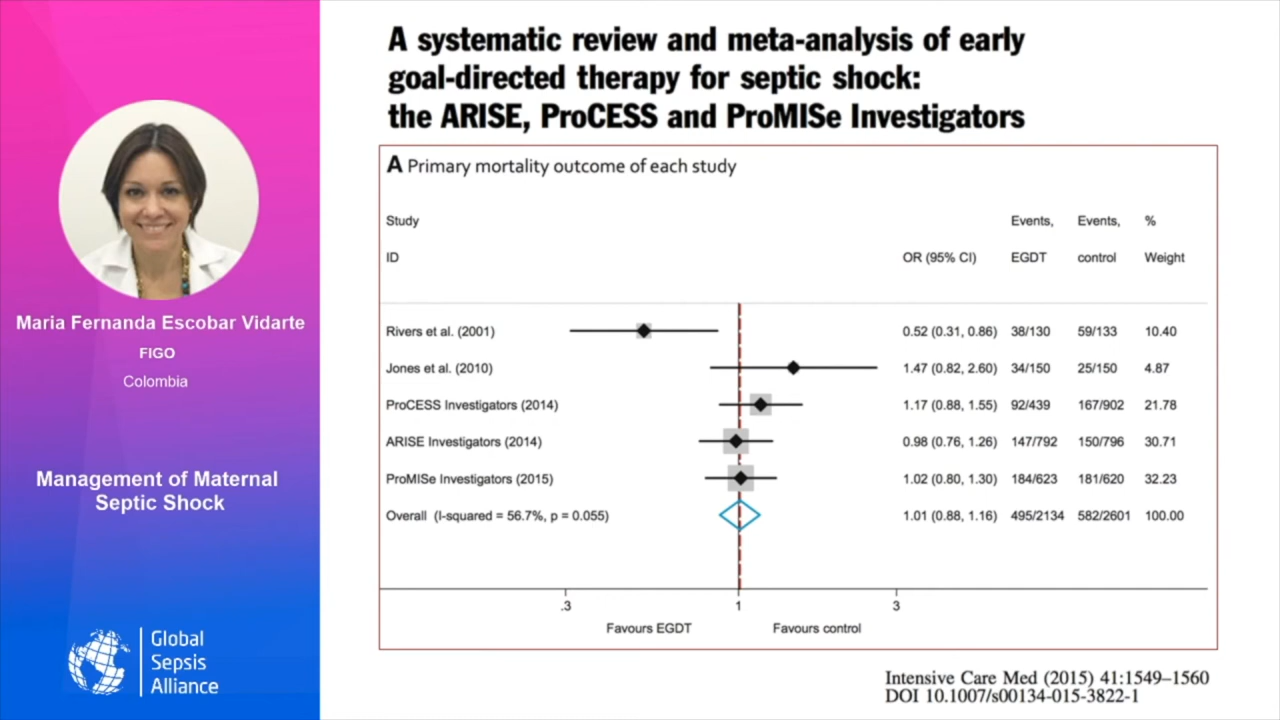 Maria Fernanda Escobar Vidarte
FIGO
Colombia
Management of Maternal
Septic Shock
Global
Sepsis
Alliance
A systematic review and meta-analysis of early
goal-directed therapy for septic shock:
the ARISE, ProCESS and ProMISe Investigators
A Primary mortality outcome of each study
Study Events, Events, %
ID OR (95% CI) EGDT control Weight
Rivers et al. (2001) 0.52 (0.31, 0.86) 38/130 59/133 10.40
Jones et al. (2010) 1.47 (0.82, 2.60) 34/150 25/150 4.87
ProCESS Investigators (2014) 1.17 (0.88, 1.55) 92/439 167/902 21.78
ARISE Investigators (2014) 0.98 (0.76, 1.26) 147/792 150/796 30.71
ProMISe Investigators (2015) 1.02 (0.80, 1.30) 184/623 181/620 32.23
Overall (I-squared = 56.7%, p = 0.055) 1.01 (0.88, 1.16) 495/2134 582/2601 100.00
.3 1 3
Favours EGDT Favours control
Intensive Care Med (2015) 41:1549–1560
DOI 10.1007/s00134-015-3822-1